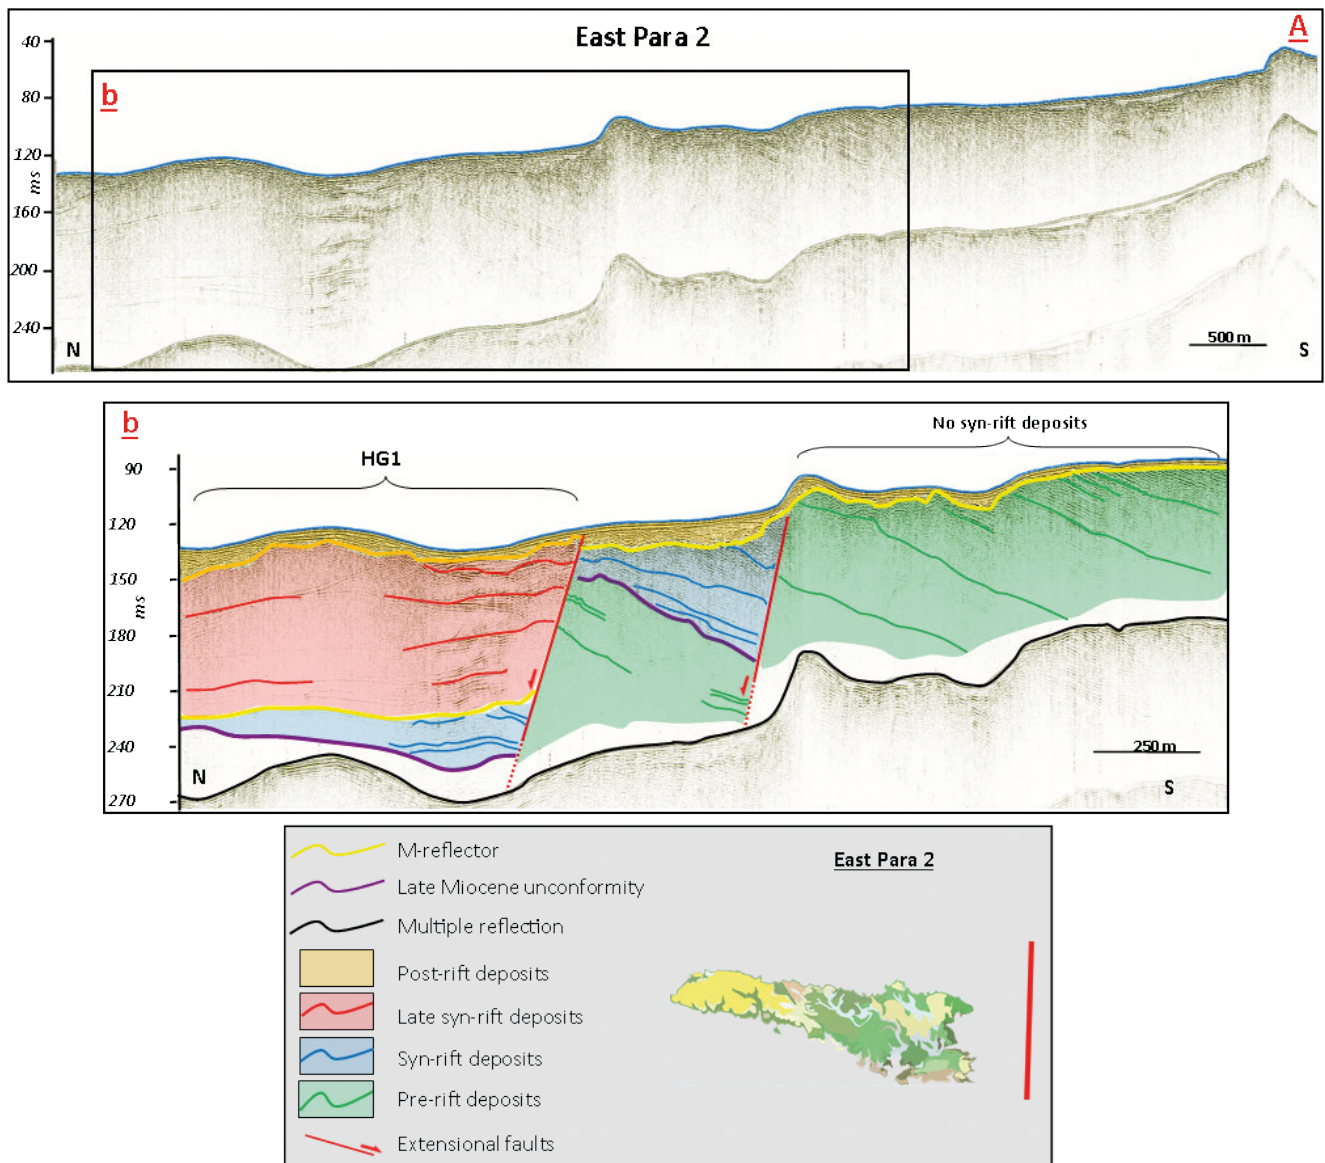 East Para 2
A
b
40
80
120
ms
160
200
240
N
500 m
S
b
No syn-rift deposits
HG1
90
120
150
ms
180
210
240
270
N
250 m
S
M-reflector
East Para 2
Late Miocene unconformity
Multiple reflection
Post-rift deposits
Late syn-rift deposits
Syn-rift deposits
Pre-rift deposits
Extensional faults